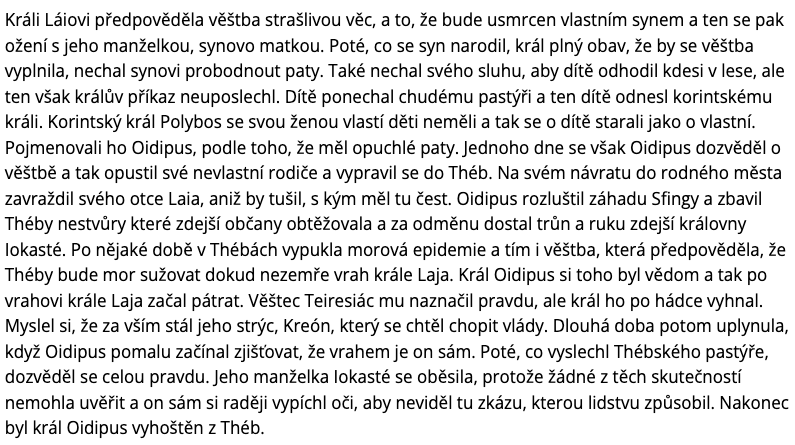 Králi Láiovi předpověděla věštba strašlivou věc, a to, že bude usmrcen vlastním synem a ten se pak
ožení s jeho manželkou, synovo matkou. Poté, co se syn narodil, král plný obav, že by se věštba
vyplnila, nechal synovi probodnout paty. Také nechal svého sluhu, aby dítě odhodil kdesi v lese, ale
ten však králův příkaz neuposlechl. Dítě ponechal chudému pastýři a ten dítě odnesl korintskému
králi. Korintský král Polybos se svou ženou vlastí děti neměli a tak se o dítě starali jako o vlastní.
Pojmenovali ho Oidipus, podle toho, že měl opuchlé paty. Jednoho dne se však Oidipus dozvěděl o
věštbě a tak opustil své nevlastní rodiče a vypravil se do Théb. Na svém návratu do rodného města
zavraždil svého otce Laia, aniž by tušil, s kým měl tu čest. Oidipus rozluštil záhadu Sfingy a zbavil
Théby nestvůry které zdejší občany obtěžovala a za odměnu dostal trůn a ruku zdejší královny
Iokasté. Po nějaké době v Thébách vypukla morová epidemie a tím i věštba, která předpověděla, že
Théby bude mor sužovat dokud nezemře vrah krále Laja. Král Oidipus si toho byl vědom a tak po
vrahovi krále Laja začal pátrat. Věštec Teiresiác mu naznačil pravdu, ale král ho po hádce vyhnal.
Myslel si, že za vším stál jeho strýc, Kreón, který se chtěl chopit vlády. Dlouhá doba potom uplynula,
když Oidipus pomalu začínal zjišťovat, že vrahem je on sám. Poté, co vyslechl Thébského pastýře,
dozvěděl se celou pravdu. Jeho manželka Iokasté se oběsila, protože žádné z těch skutečností
nemohla uvěřit a on sám si raději vypíchl oči, aby neviděl tu zkázu, kterou lidstvu způsobil. Nakonec
byl král Oidipus vyhoštěn z Théb.